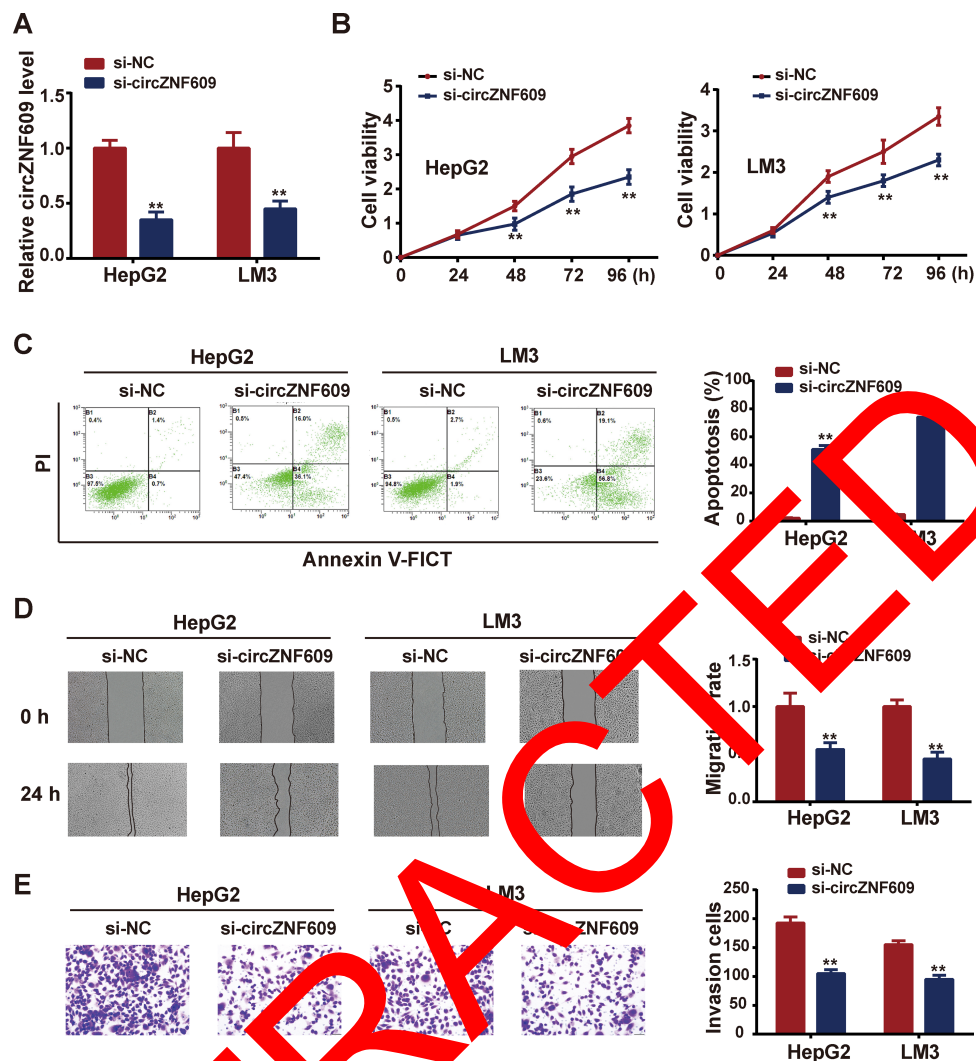 A
si-NC
si-circZNF609
Relative circZNF609 level
1.5
1.0
0.5
0.0
**
**
HepG2 LM3
B
si-NC
si-circZNF609
Cell viability
5
4
3
2
1
0
HepG2
**
**
**
0 24 48 72 96 (h)
si-NC
si-circZNF609
Cell viability
4
3
2
1
0
LM3
**
**
**
0 24 48 72 96 (h)
C
HepG2 LM3
si-NC si-circZNF609 si-NC si-circZNF609
PI
B1 0.4% B2 1.4%
B3 97.5% B4 0.7%
B1 0.5% B2 16.0%
B3 47.4% B4 36.1%
B1 0.5% B2 2.7%
B3 94.8% B4 1.9%
B1 0.6% B2 19.1%
B3 23.6% B4 56.8%
Annexin V-FICT
si-NC
si-circZNF609
Apoptotosis (%)
100
80
60
40
20
0
**
HepG2
D
HepG2 LM3
si-NC si-circZNF609 si-NC
0 h
24 h
si-NC
1.5
1.0
0.0
**
**
HepG2 LM3
E
HepG2
si-NC si-circZNF609 si-NC
si-NC
si-circZNF609
Invasion cells
250
200
150
100
50
0
**
**
HepG2 LM3
RACTED